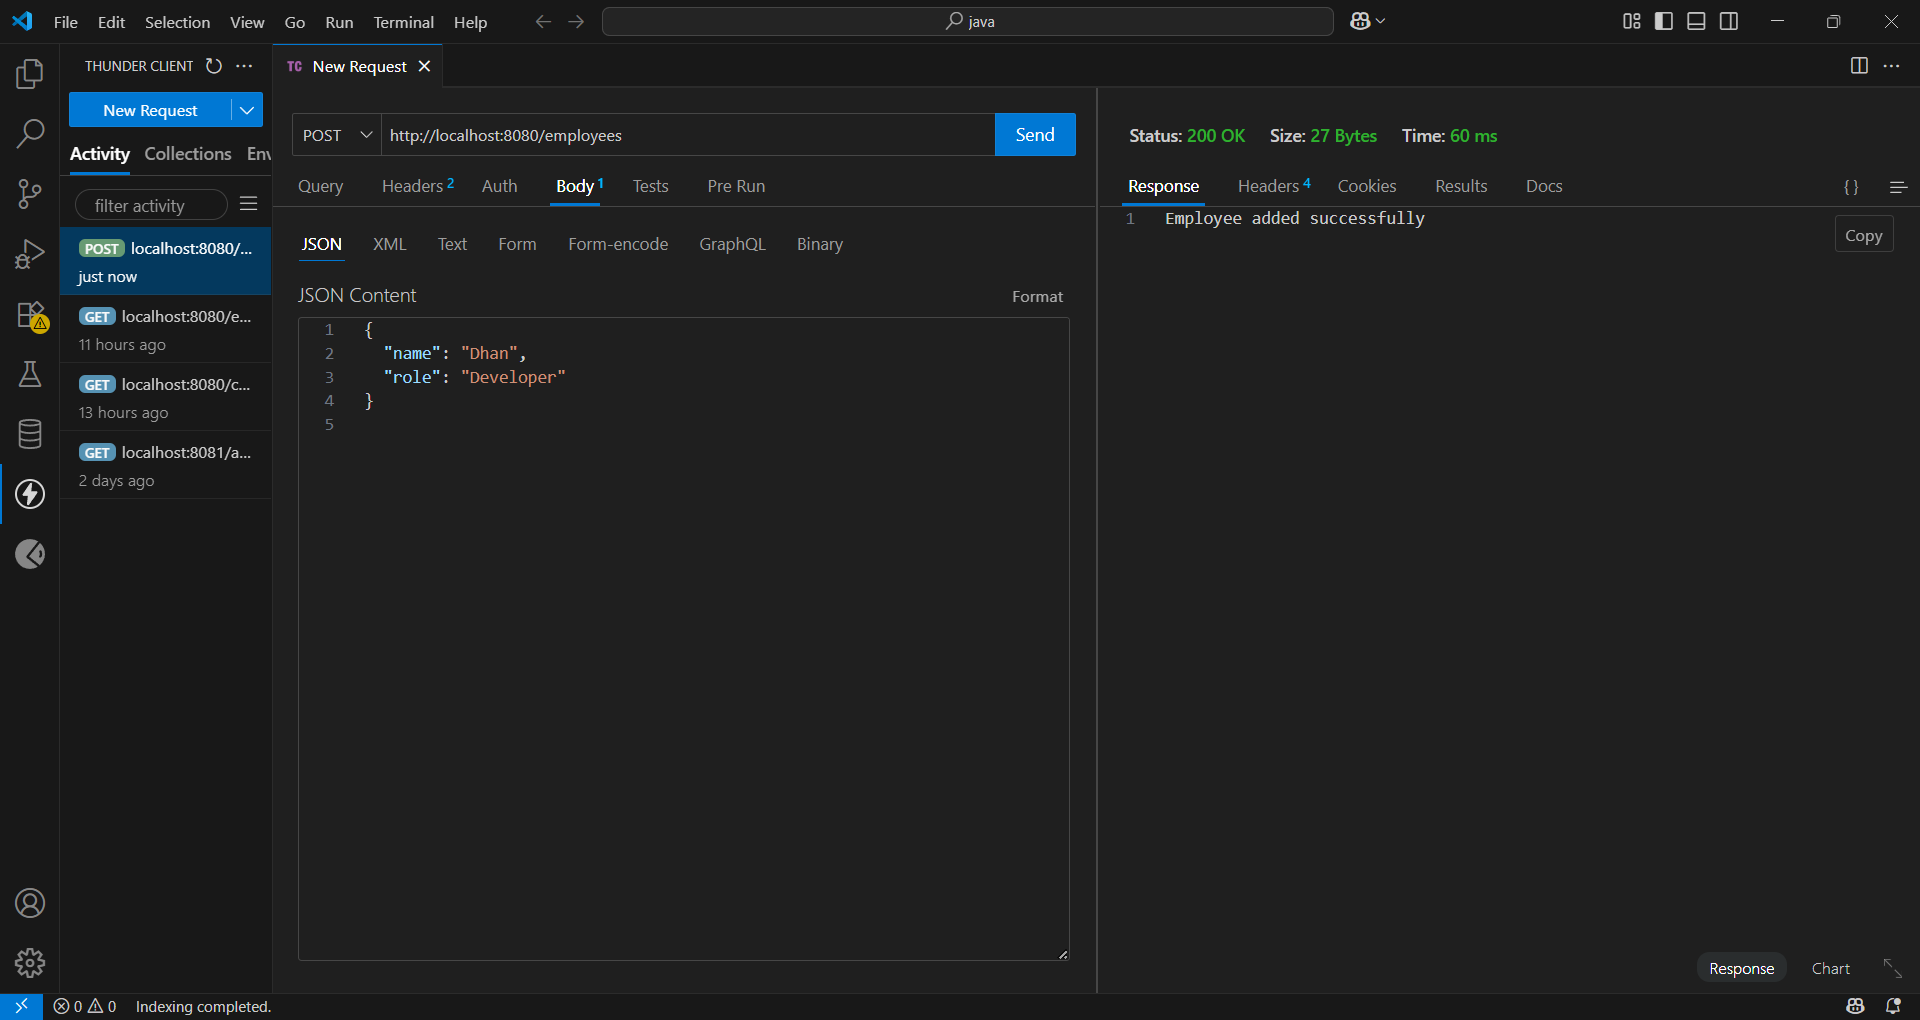 File Edit Selection View Go Run Terminal Help
java
THUNDER CLIENT
New Request
Activity Collections Env
filter activity
POST localhost:8080/...
just now
GET localhost:8080/e...
11 hours ago
GET localhost:8080/c...
13 hours ago
GET localhost:8081/a...
2 days ago
TC New Request
POST http://localhost:8080/employees Send
Query Headers 2 Auth Body 1 Tests Pre Run
JSON XML Text Form Form-encode GraphQL Binary
JSON Content Format
1 {
2 "name": "Dhan",
3 "role": "Developer"
4 }
5
Status: 200 OK Size: 27 Bytes Time: 60 ms
Response Headers 4 Cookies Results Docs { }
1 Employee added successfully
Copy
Response Chart
0 0 Indexing completed.